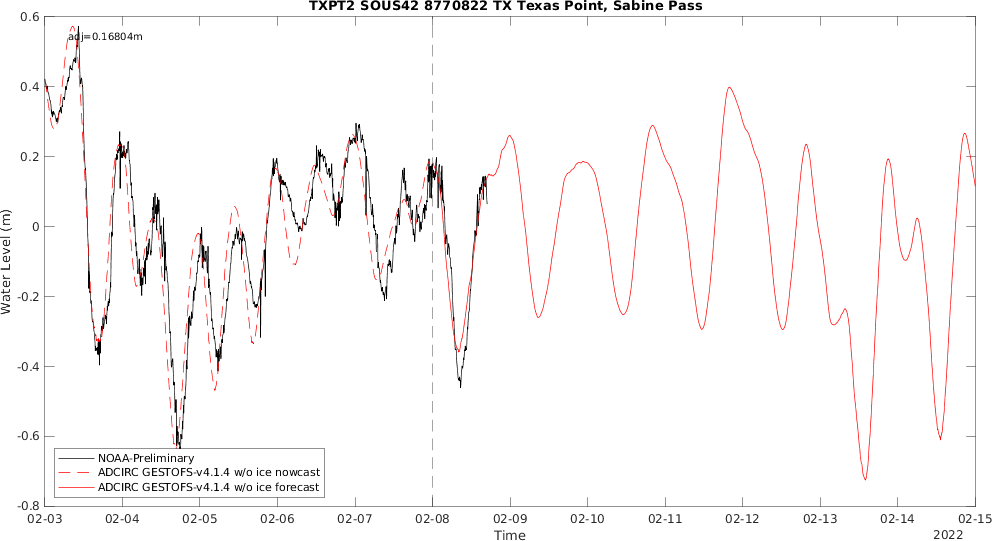 TXPT2 SOUS42 8770822 TX Texas Point, Sabine Pass
adj=0.16804m
0.6
0.4
0.2
0
-0.2
-0.4
-0.6
-0.8
Water Level (m)
NOAA-Preliminary
ADCIRC GESTOFS-v4.1.4 w/o ice nowcast
ADCIRC GESTOFS-v4.1.4 w/o ice forecast
02-03 02-04 02-05 02-06 02-07 02-08 02-09 02-10 02-11 02-12 02-13 02-14 02-15
Time
2022